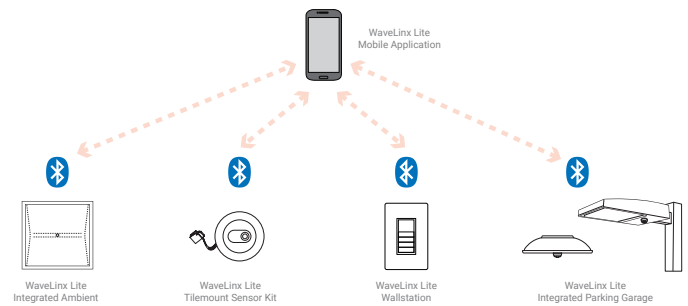 WaveLinx Lite
Mobile Application
WaveLinx Lite
Integrated Ambient
WaveLinx Lite
Tilemount Sensor Kit
WaveLinx Lite
Wallstation
WaveLinx Lite
Integrated Parking Garage